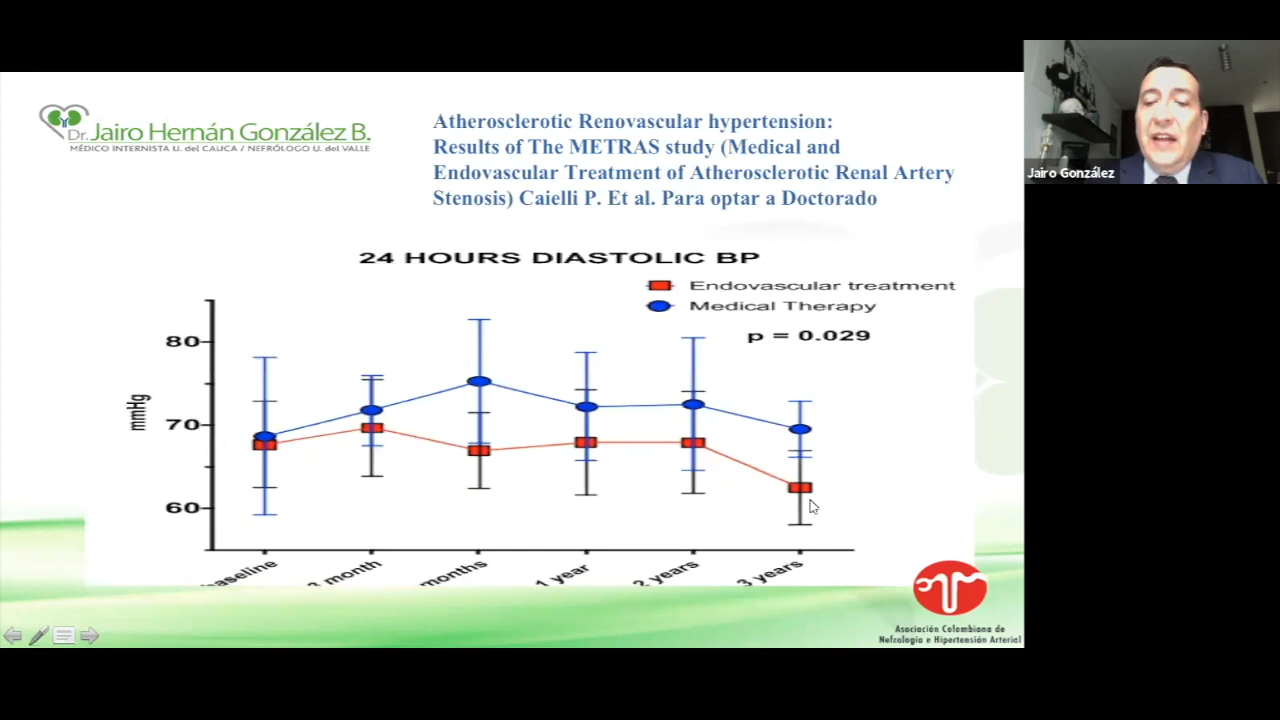 Dr. Jairo Hernán González B.
MÉDICO INTERNISTA U. del CAUCA / NEFRÓLOGO U. del VALLE
Atherosclerotic Renovascular hypertension:
Results of The METRAS study (Medical and
Endovascular Treatment of Atherosclerotic Renal Artery
Stenosis) Caielli P. Et al. Para optar a Doctorado
Jairo González
24 HOURS DIASTOLIC BP
Endovascular treatment
Medical Therapy
p = 0.029
80
70
60
mmHg
baseline
month
months
1 year
2 years
3 years
Asociación Colombiana de
Nefrología e Hipertensión Arterial